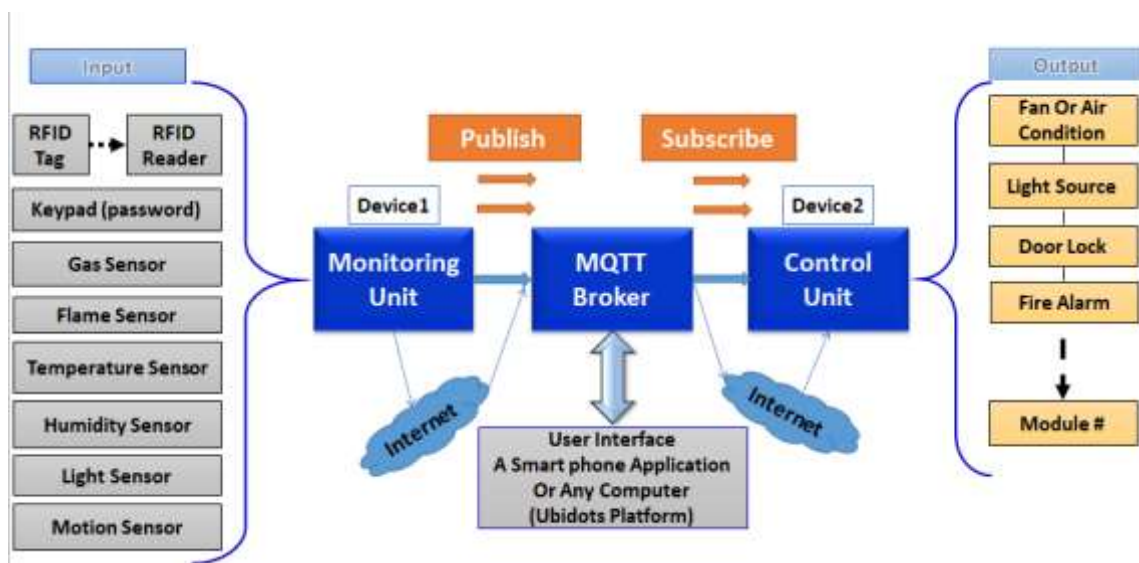 Input
RFID
Tag
RFID
Reader
Keypad (password)
Gas Sensor
Flame Sensor
Temperature Sensor
Humidity Sensor
Light Sensor
Motion Sensor
Publish
Subscribe
Device1
Device2
Monitoring
Unit
MQTT
Broker
Control
Unit
Internet
Internet
User Interface
A Smart phone Application
Or Any Computer
(Ubidots Platform)
Output
Fan Or Air
Condition
Light Source
Door Lock
Fire Alarm
Module #